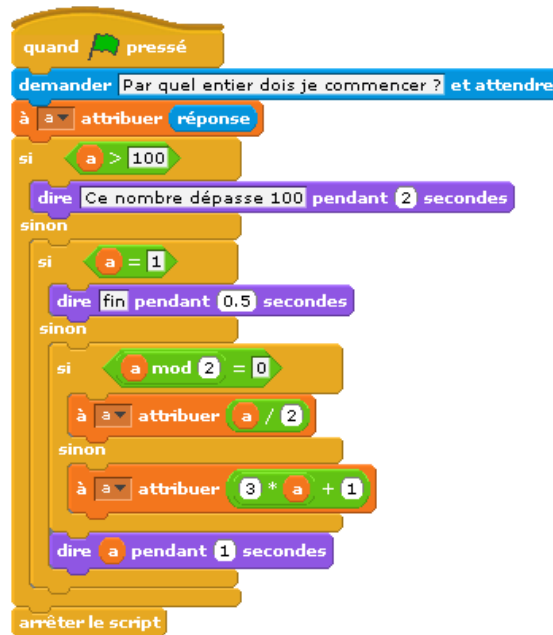 quand pressé
demander Par quel entier dois je commencer ? et attendre
à a attribuer réponse
si a > 100
dire Ce nombre dépasse 100 pendant 2 secondes
sinon
si a = 1
dire fin pendant 0.5 secondes
sinon
si a mod 2 = 0
à a attribuer a / 2
sinon
à a attribuer 3 * a + 1
dire a pendant 1 secondes
arrêter le script